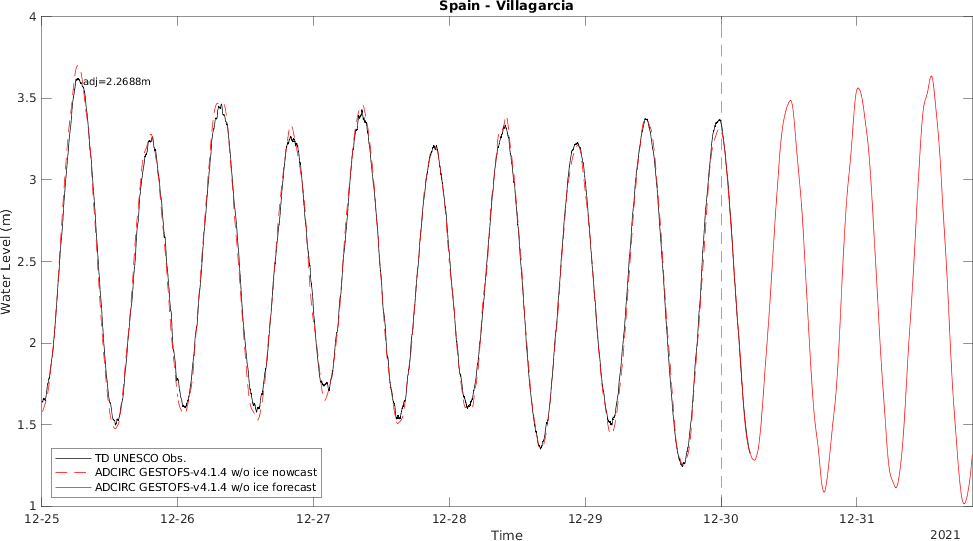 Spain - Villagarcia
4
3.5
3
2.5
2
1.5
1
Water Level (m)
adj=2.2688m
TD UNESCO Obs.
ADCIRC GESTOFS-v4.1.4 w/o ice nowcast
ADCIRC GESTOFS-v4.1.4 w/o ice forecast
12-25 12-26 12-27 12-28 12-29 12-30 12-31
Time
2021